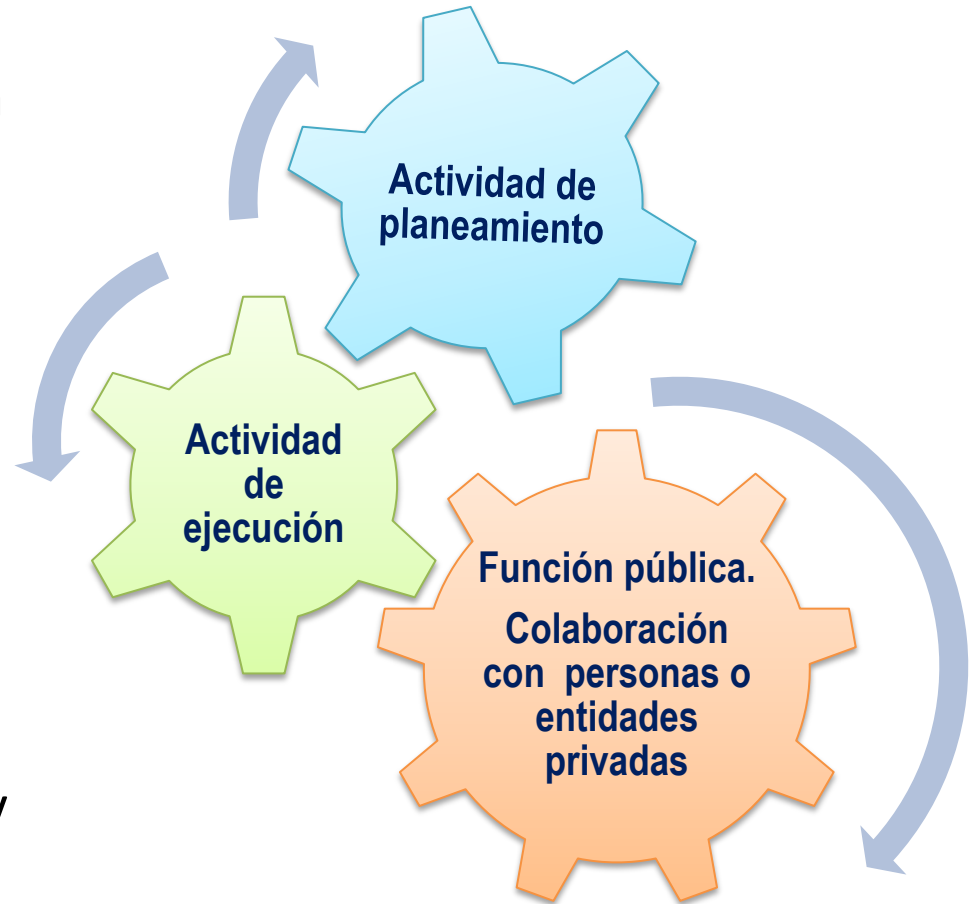 Actividad de
planeamiento
Actividad
de
ejecución
Función pública.
Colaboración
con personas o
entidades
privadas
y